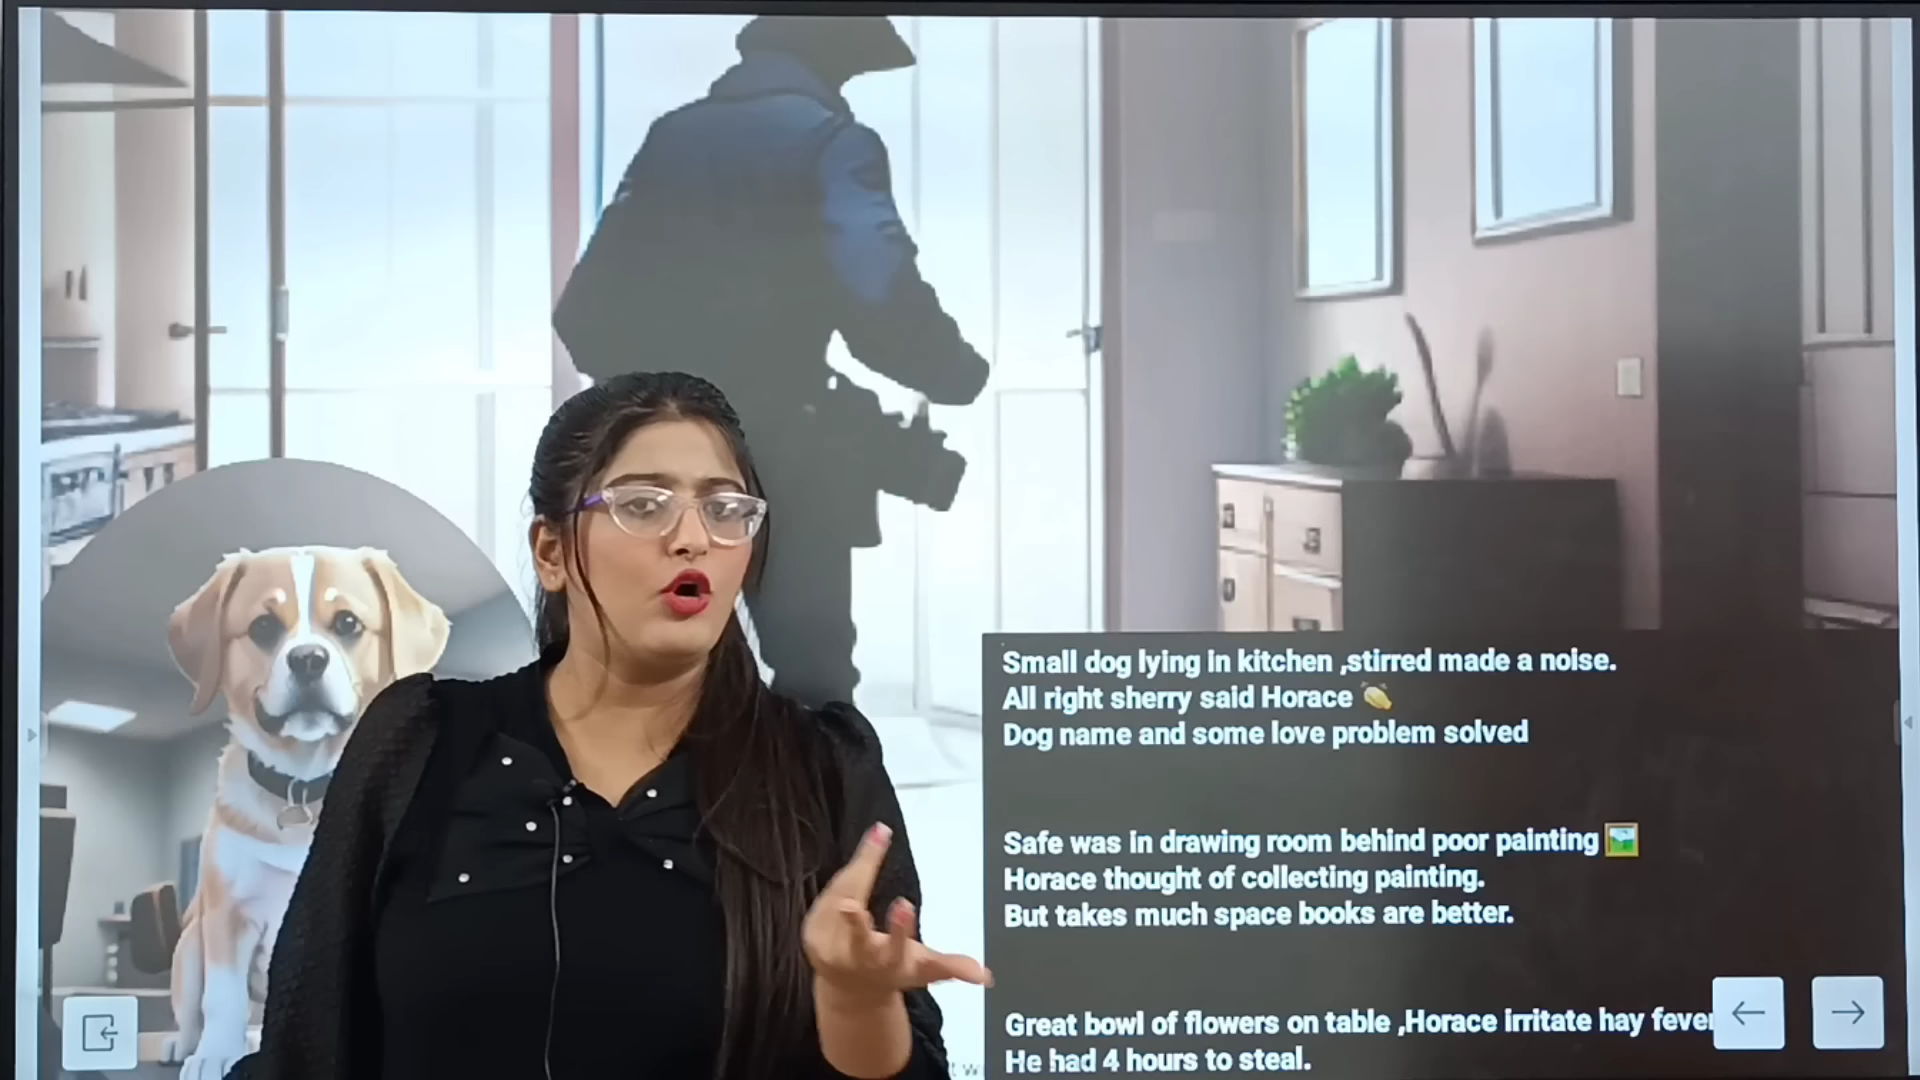 Small dog lying in kitchen ,stirred made a noise.
All right sherry said Horace 👏
Dog name and some love problem solved
Safe was in drawing room behind poor painting 🖼️
Horace thought of collecting painting.
But takes much space books are better.
Great bowl of flowers on table ,Horace irritate hay fever
He had 4 hours to steal.